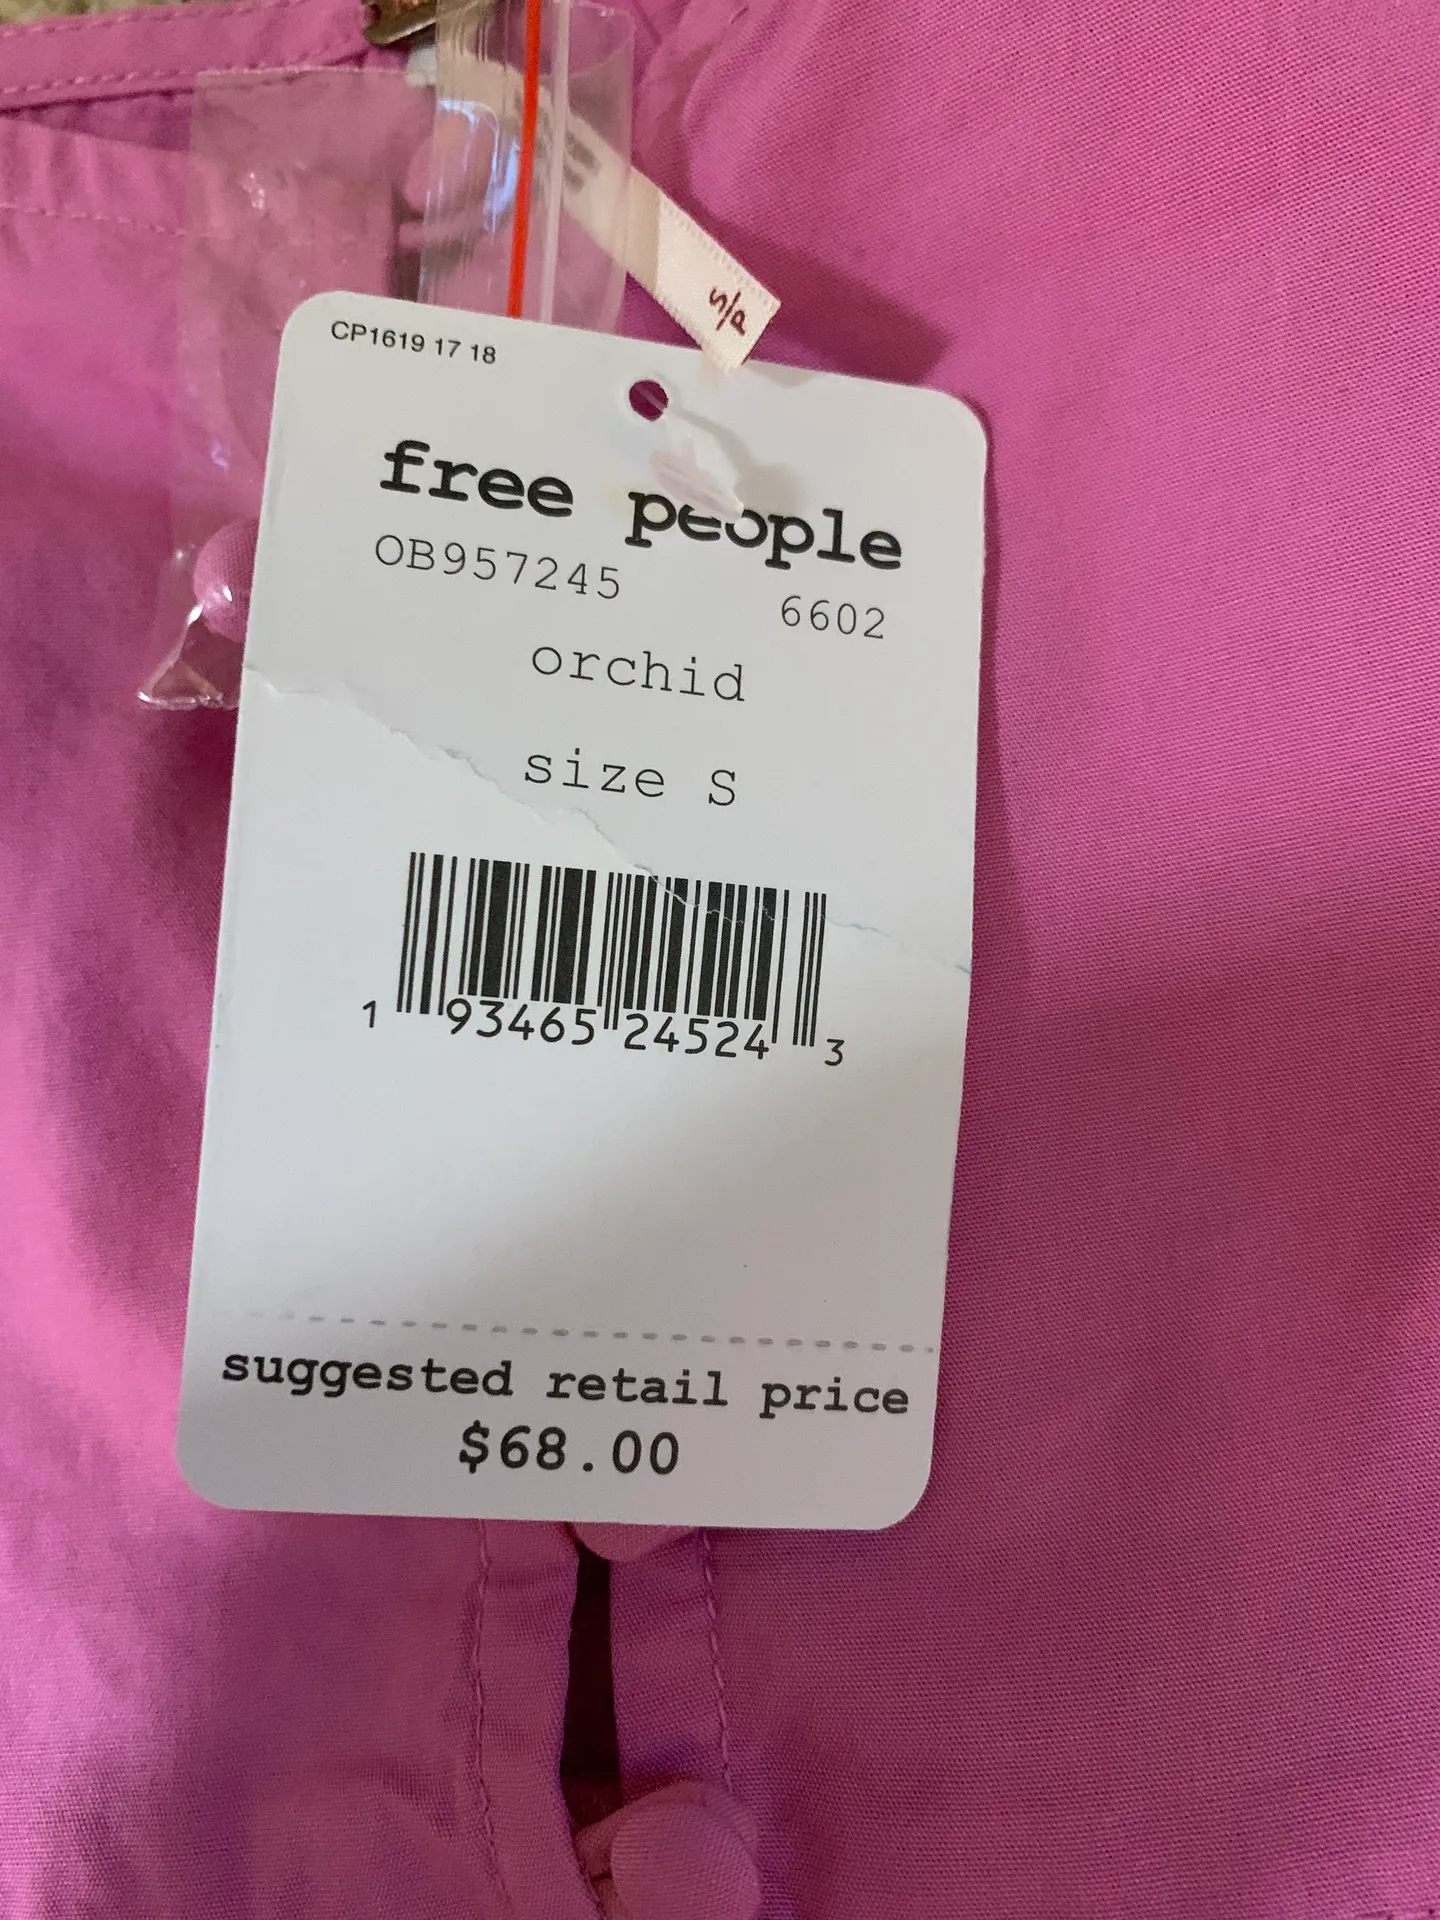 S/P
CP1619 17 18
free people
OB957245 6602
orchid
size S
1 93465 24524 3
suggested retail price
$68.00